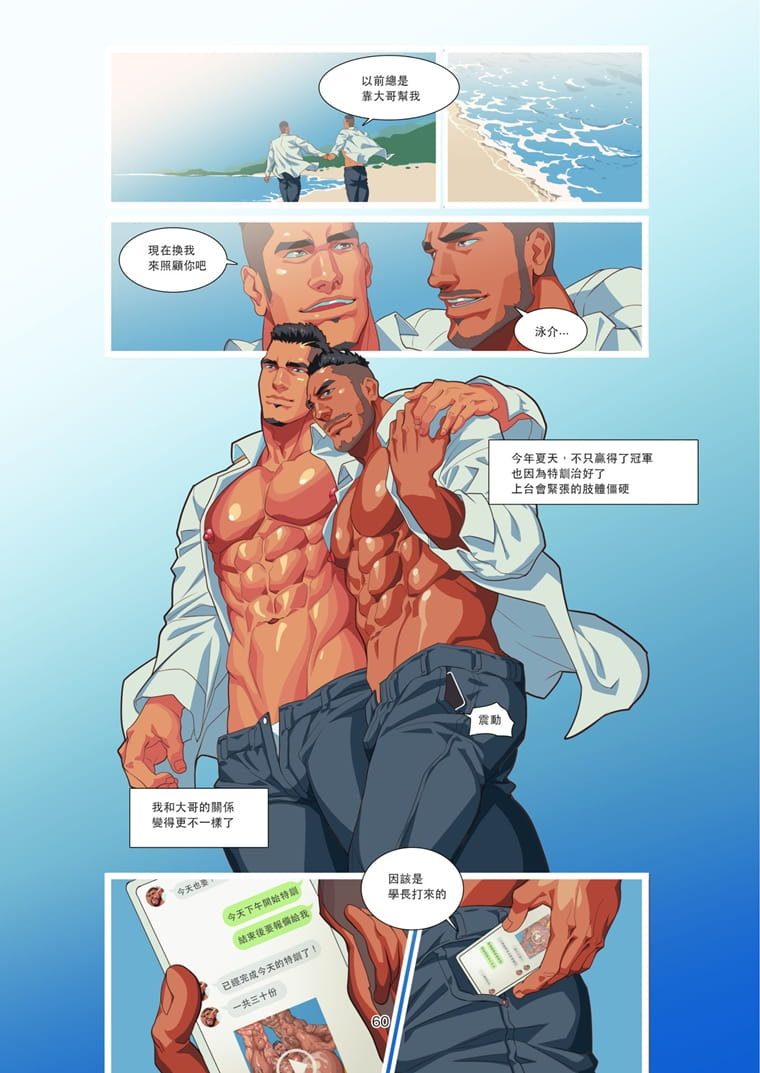 以前總是
靠大哥幫我
現在換我
來照顧你吧
泳介...
今年夏天，不只贏得了冠軍
也因為特訓治好了
上台會緊張的肢體僵硬
震動
我和大哥的關係
變得更不一樣了
因該是
學長打來的
今天也要
今天下午開始特訓
結束後要報備給我
已經完成今天的特訓了！
一共三十份
60